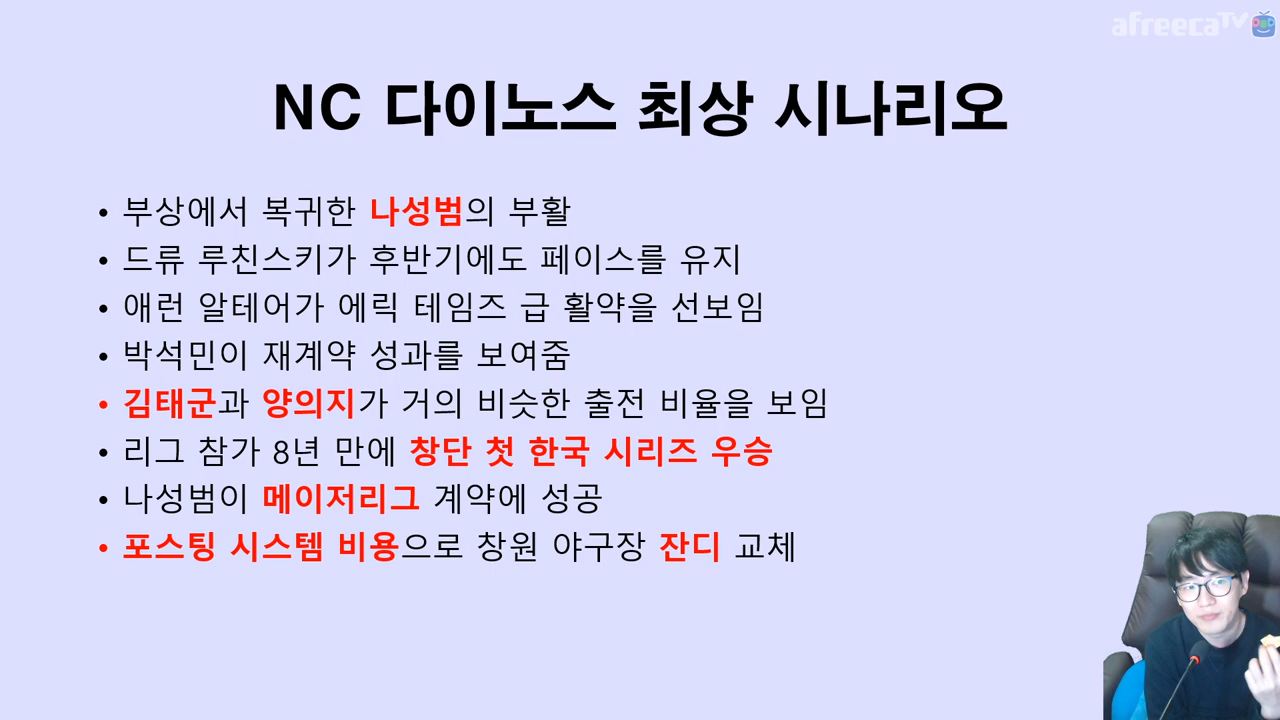 afreecaTV
NC 다이노스 최상 시나리오
• 부상에서 복귀한 나성범의 부활
• 드류 루친스키가 후반기에도 페이스를 유지
• 애런 알테어가 에릭 테임즈 급 활약을 선보임
• 박석민이 재계약 성과를 보여줌
• 김태군과 양의지가 거의 비슷한 출전 비율을 보임
• 리그 참가 8년 만에 창단 첫 한국 시리즈 우승
• 나성범이 메이저리그 계약에 성공
• 포스팅 시스템 비용으로 창원 야구장 잔디 교체